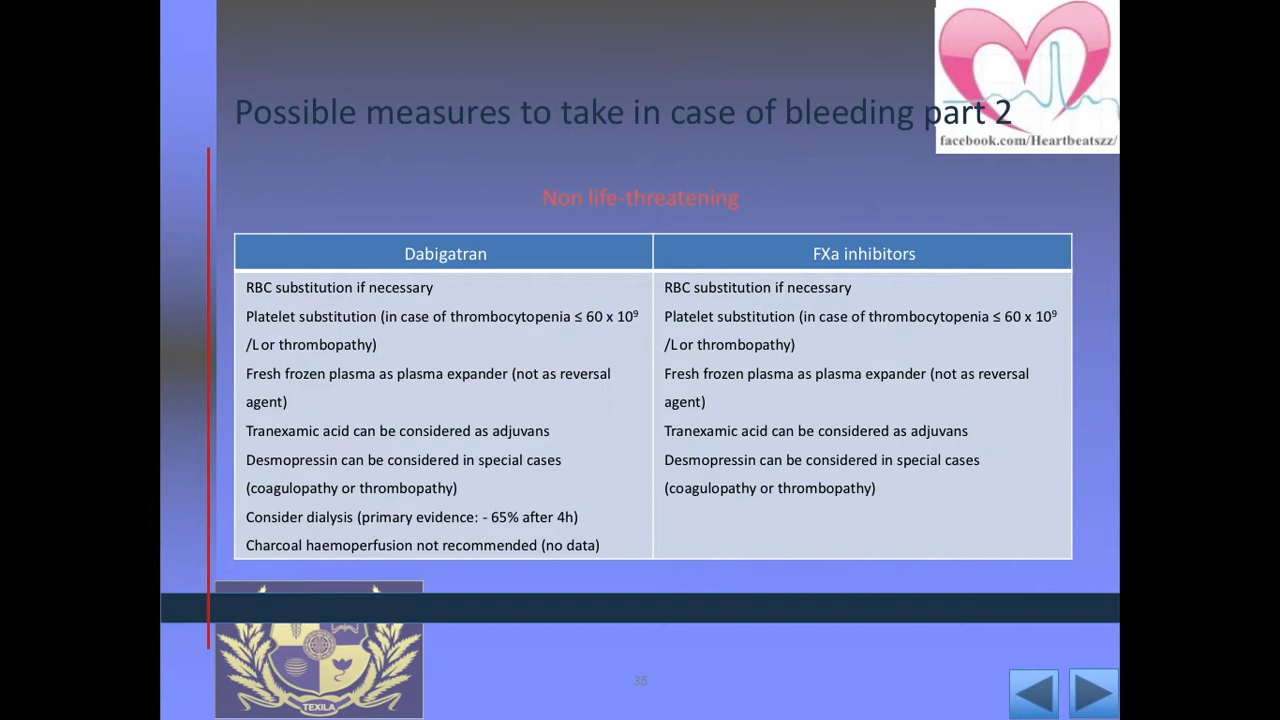 Possible measures to take in case of bleeding part 2
facebook.com/Heartbeatszz/
Non life-threatening
Dabigatran
RBC substitution if necessary
Platelet substitution (in case of thrombocytopenia ≤ 60 x 10⁹
/L or thrombopathy)
Fresh frozen plasma as plasma expander (not as reversal
agent)
Tranexamic acid can be considered as adjuvans
Desmopressin can be considered in special cases
(coagulopathy or thrombopathy)
Consider dialysis (primary evidence: - 65% after 4h)
Charcoal haemoperfusion not recommended (no data)
FXa inhibitors
RBC substitution if necessary
Platelet substitution (in case of thrombocytopenia ≤ 60 x 10⁹
/L or thrombopathy)
Fresh frozen plasma as plasma expander (not as reversal
agent)
Tranexamic acid can be considered as adjuvans
Desmopressin can be considered in special cases
(coagulopathy or thrombopathy)
TEXILA
35